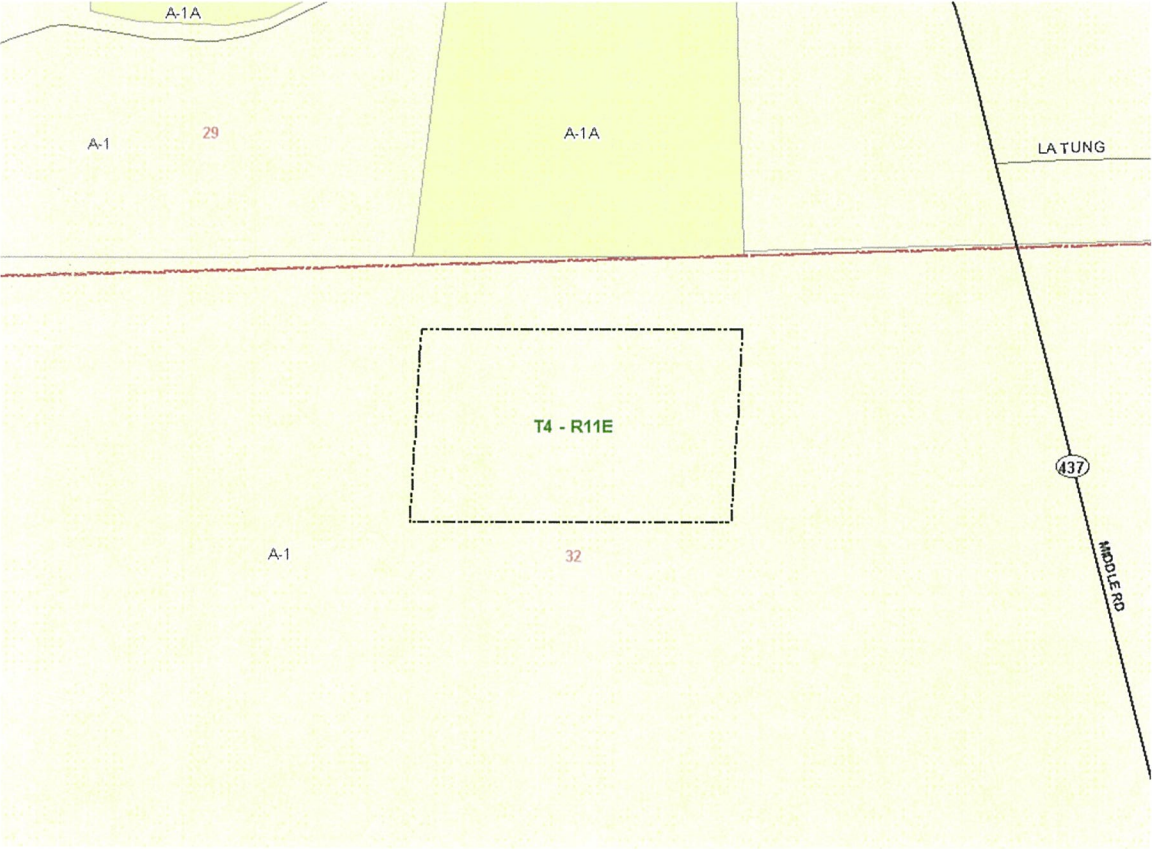 A-1A
29
A-1
A-1A
LA TUNG
T4 - R11E
437
A-1
32
MIDDLE RD